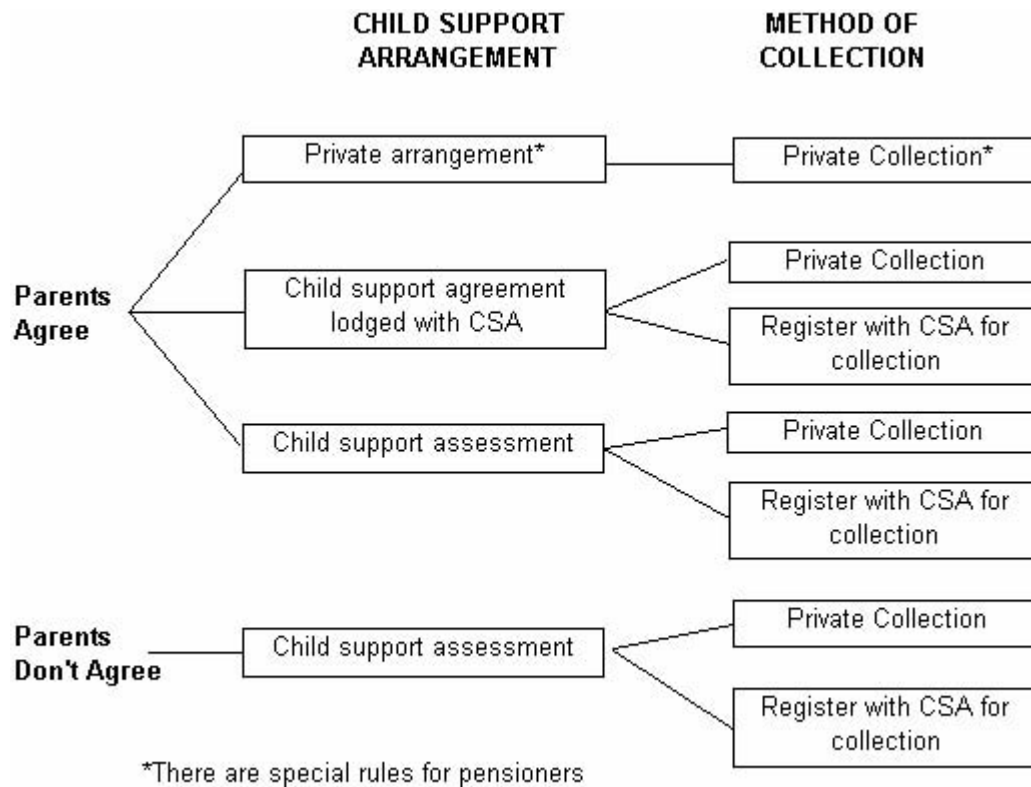 CHILD SUPPORT
ARRANGEMENT
METHOD OF
COLLECTION
Parents
Agree
Private arrangement*
Private Collection*
Child support agreement
lodged with CSA
Private Collection
Register with CSA for
collection
Child support assessment
Private Collection
Register with CSA for
collection
Parents
Don't Agree
Child support assessment
Private Collection
Register with CSA for
collection
*There are special rules for pensioners